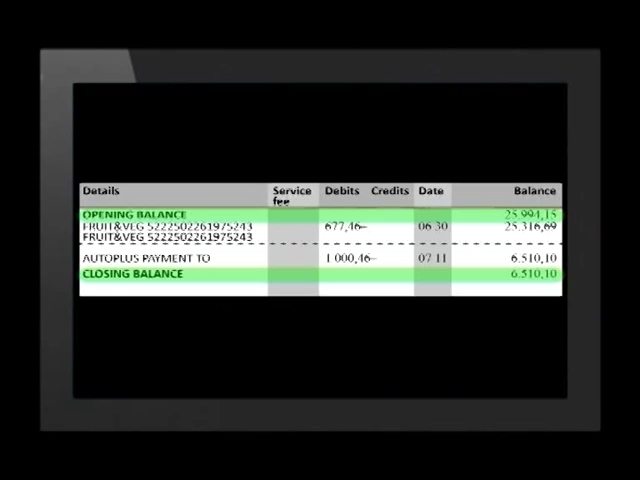 Details Service fee Debits Credits Date Balance
OPENING BALANCE 25 994,15
FRUIT&VEG 5222502261975243 677,46– 06 30 25.316,69
FRUIT&VEG 5222502261975243
AUTOPLUS PAYMENT TO 1 000,46– 07 11 6.510,10
CLOSING BALANCE 6.510,10